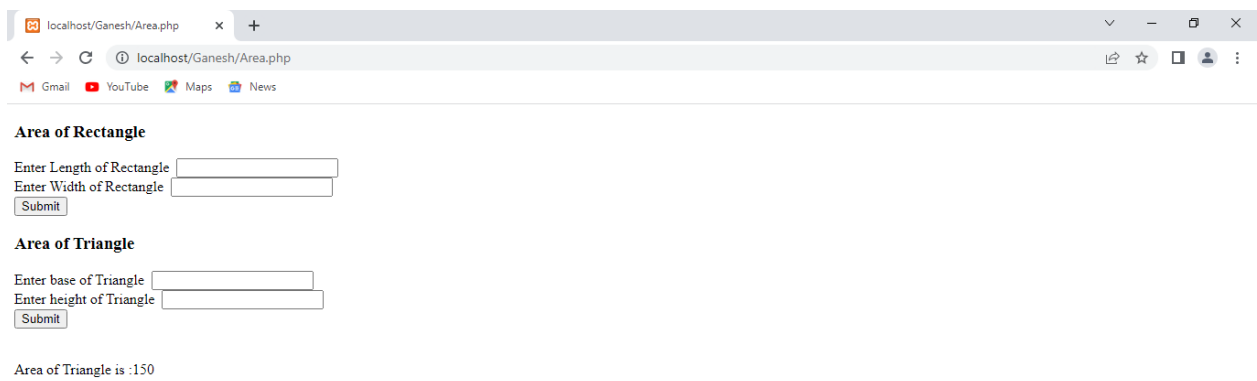 localhost/Ganesh/Area.php
localhost/Ganesh/Area.php
Gmail YouTube Maps News
Area of Rectangle
Enter Length of Rectangle
Enter Width of Rectangle
Submit
Area of Triangle
Enter base of Triangle
Enter height of Triangle
Submit
Area of Triangle is :150